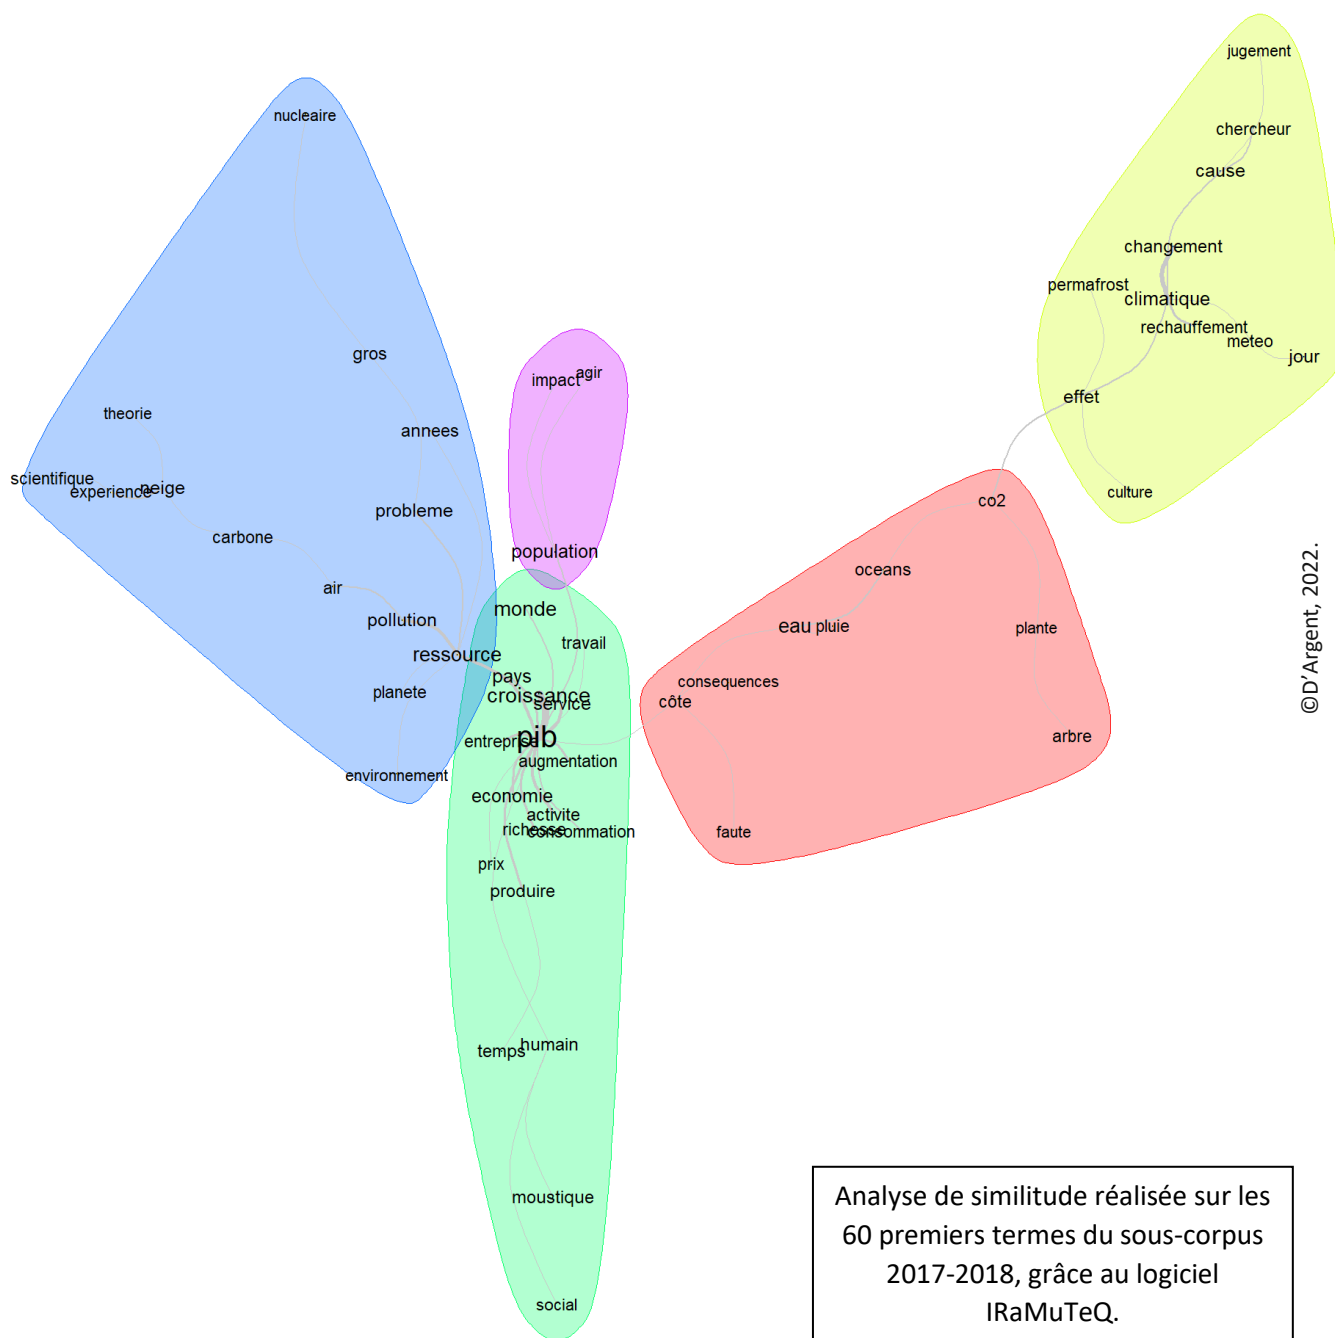 jugement
nucleaire
chercheur
cause
changement
permafrost
climatique
rechauffement
meteo
gros
jour
impact
agir
effet
theorie
annees
scientifique
experience
neige
culture
co2
probleme
carbone
population
oceans
air
monde
pollution
eau
pluie
plante
travail
ressource
pays
consequences
planete
croissance
service
côte
pib
entreprise
arbre
augmentation
environnement
economie
activite
richesse
consommation
faute
prix
produire
temps
humain
moustique
social
©D’Argent, 2022.
Analyse de similitude réalisée sur les
60 premiers termes du sous-corpus
2017-2018, grâce au logiciel
IRaMuTeQ.